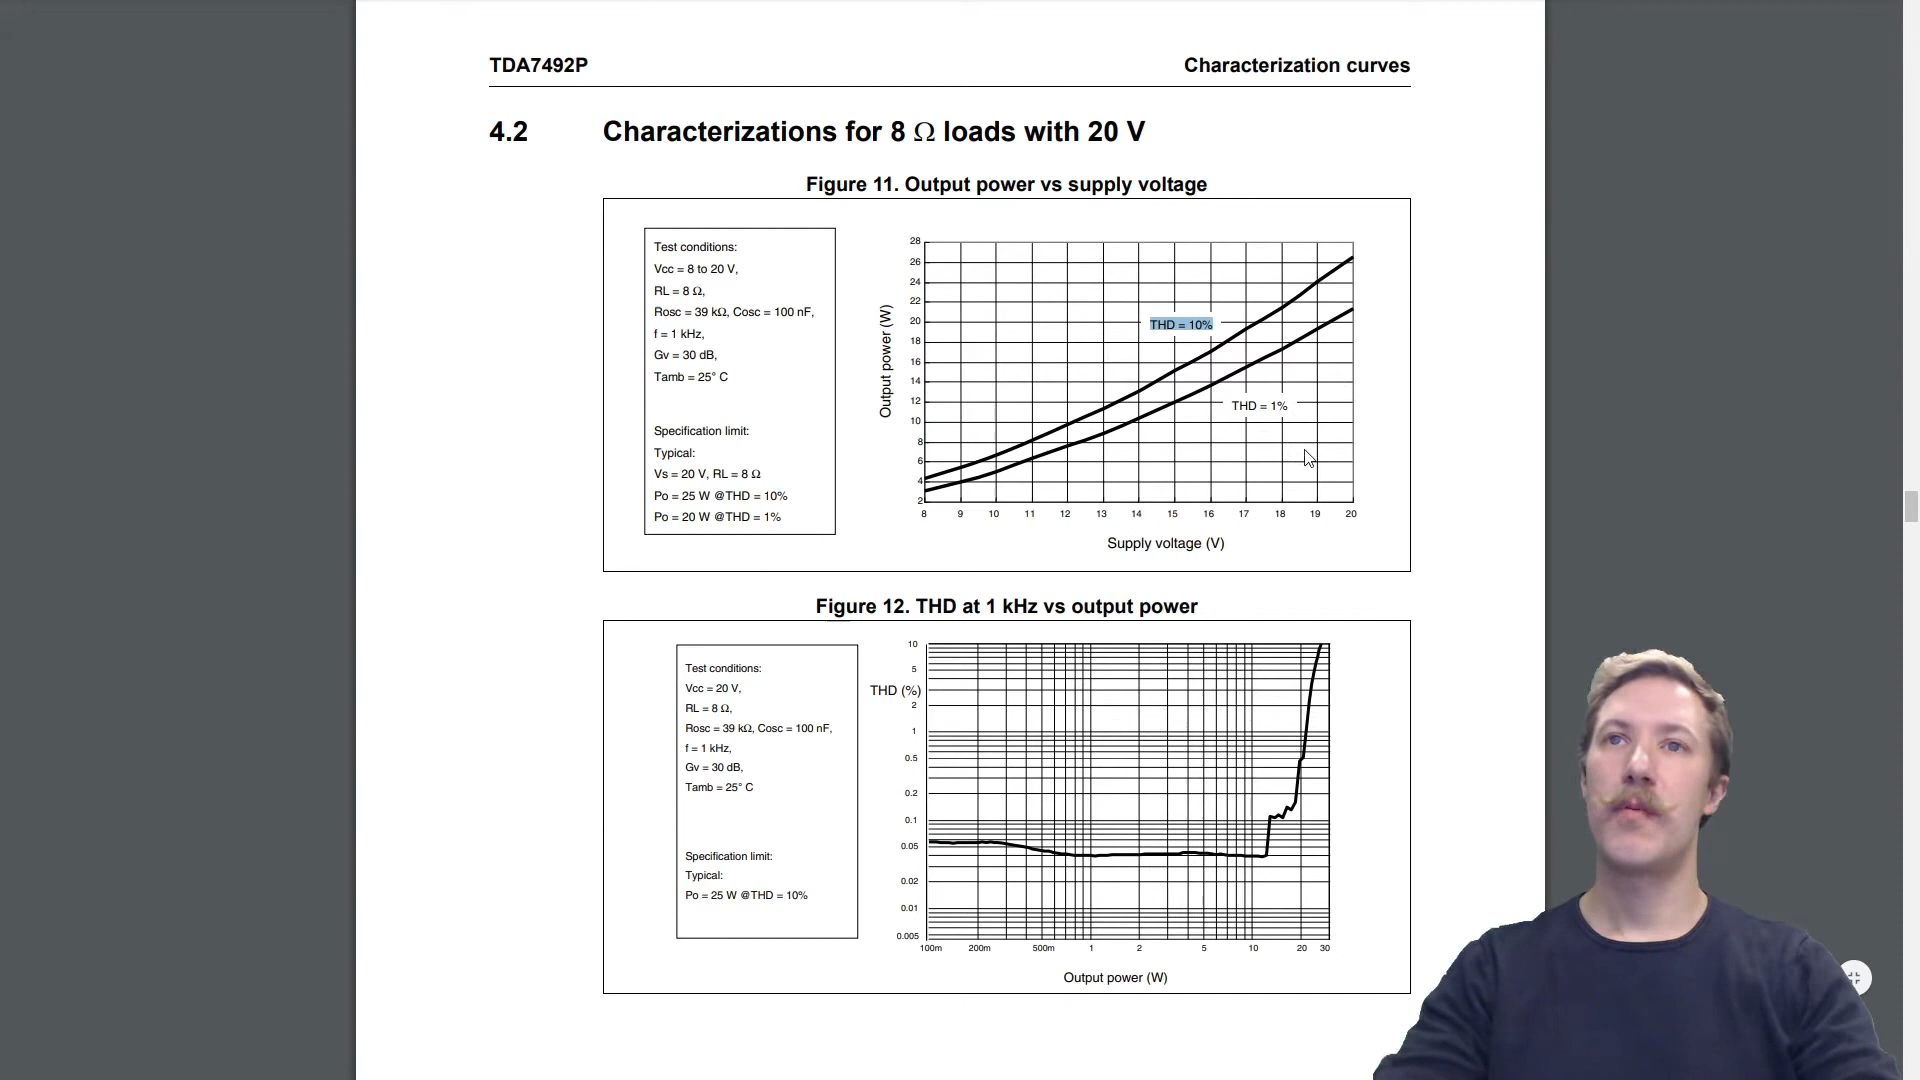 TDA7492P
Characterization curves
4.2 Characterizations for 8 Ω loads with 20 V
Figure 11. Output power vs supply voltage
Test conditions:
Vcc = 8 to 20 V,
RL = 8 Ω,
Rosc = 39 kΩ, Cosc = 100 nF,
f = 1 kHz,
Gv = 30 dB,
Tamb = 25° C
Specification limit:
Typical:
Vs = 20 V, RL = 8 Ω
Po = 25 W @THD = 10%
Po = 20 W @THD = 1%
Output power (W)
28
26
24
22
20
18
16
14
12
10
8
6
4
2
THD = 10%
THD = 1%
8 9 10 11 12 13 14 15 16 17 18 19 20
Supply voltage (V)
Figure 12. THD at 1 kHz vs output power
Test conditions:
Vcc = 20 V,
RL = 8 Ω,
Rosc = 39 kΩ, Cosc = 100 nF,
f = 1 kHz,
Gv = 30 dB,
Tamb = 25° C
Specification limit:
Typical:
Po = 25 W @THD = 10%
THD (%)
10
5
2
1
0.5
0.2
0.1
0.05
0.02
0.01
0.005
100m 200m 500m 1 2 5 10 20 30
Output power (W)